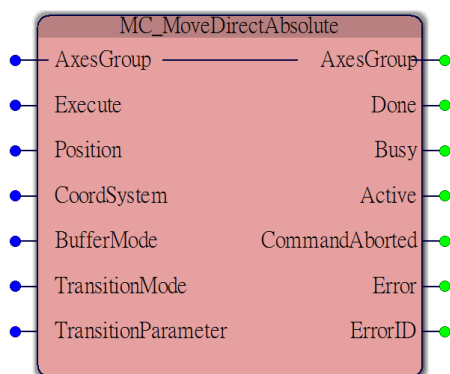 MC_MoveDirectAbsolute
AxesGroup AxesGroup
Execute Done
Position Busy
CoordSystem Active
BufferMode CommandAborted
TransitionMode Error
TransitionParameter ErrorID